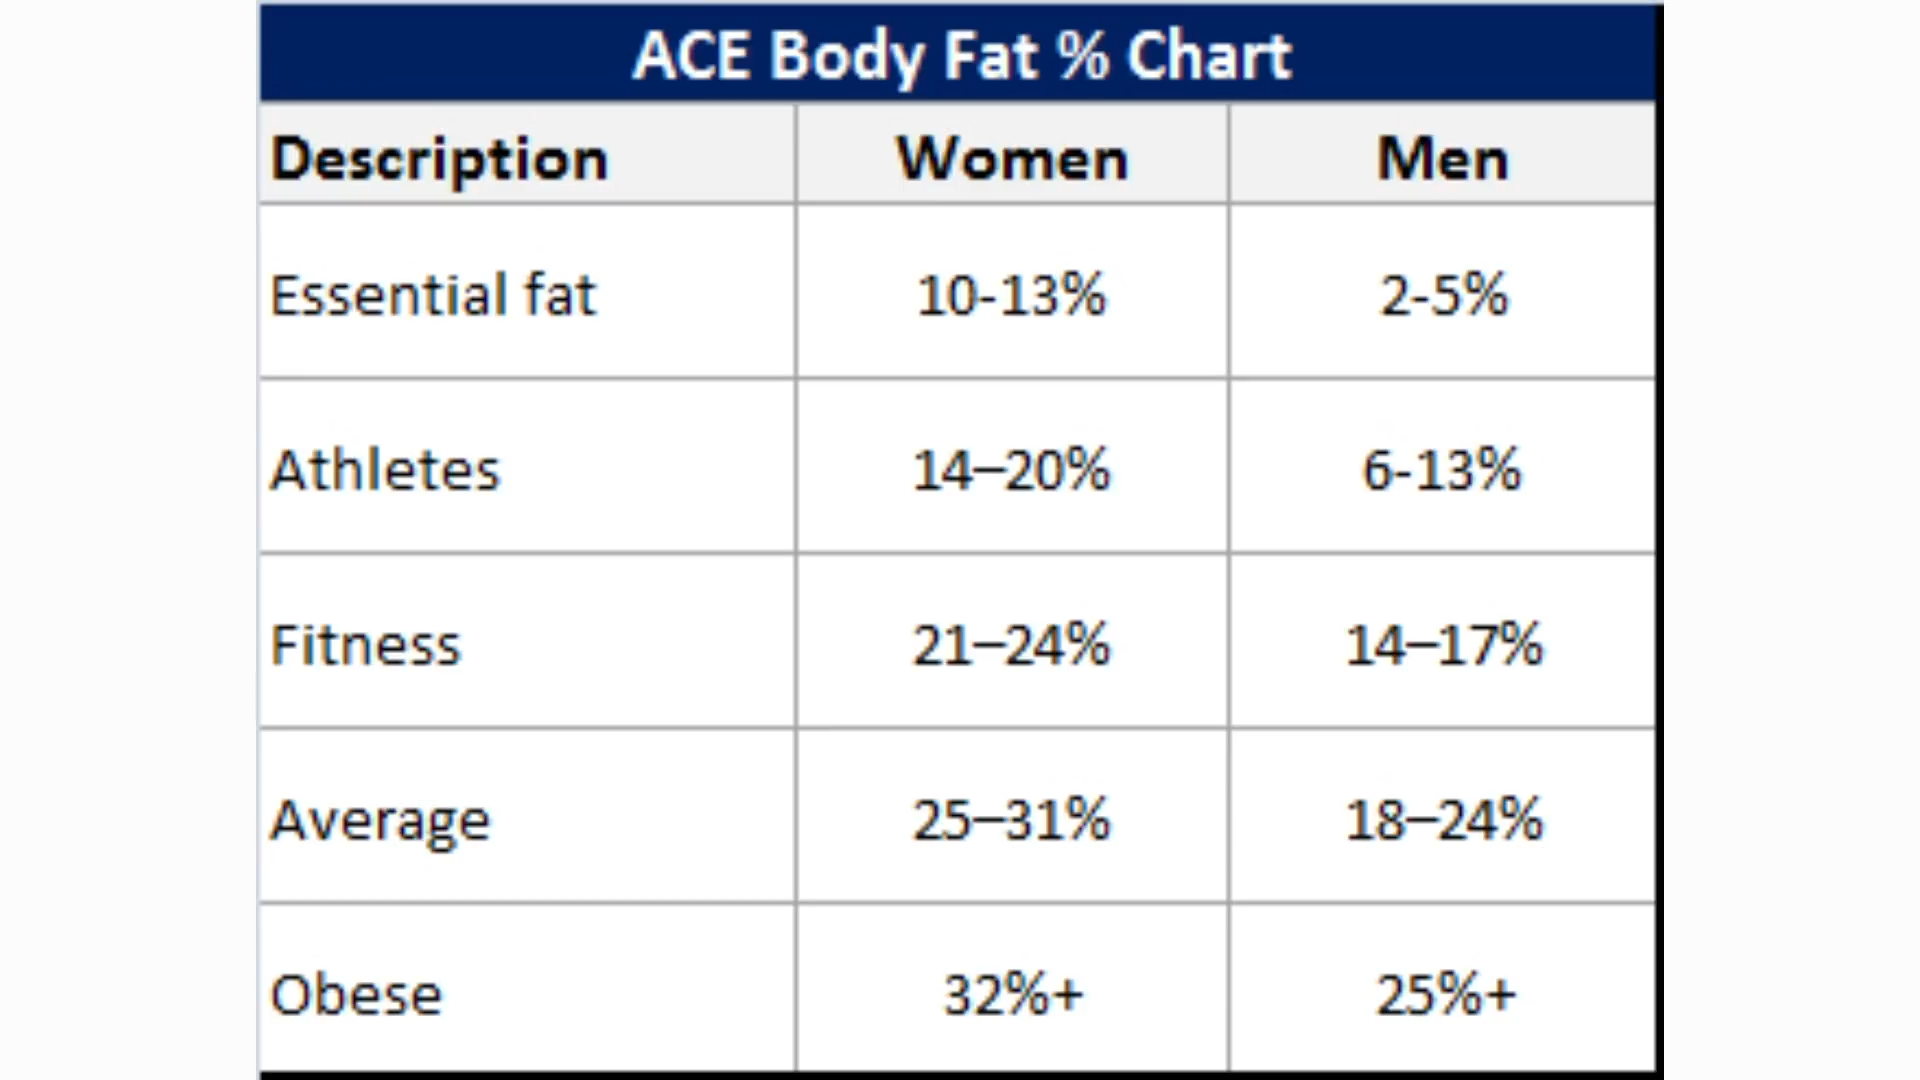 ACE Body Fat % Chart
Description Women Men
Essential fat 10-13% 2-5%
Athletes 14–20% 6-13%
Fitness 21–24% 14–17%
Average 25–31% 18–24%
Obese 32%+ 25%+